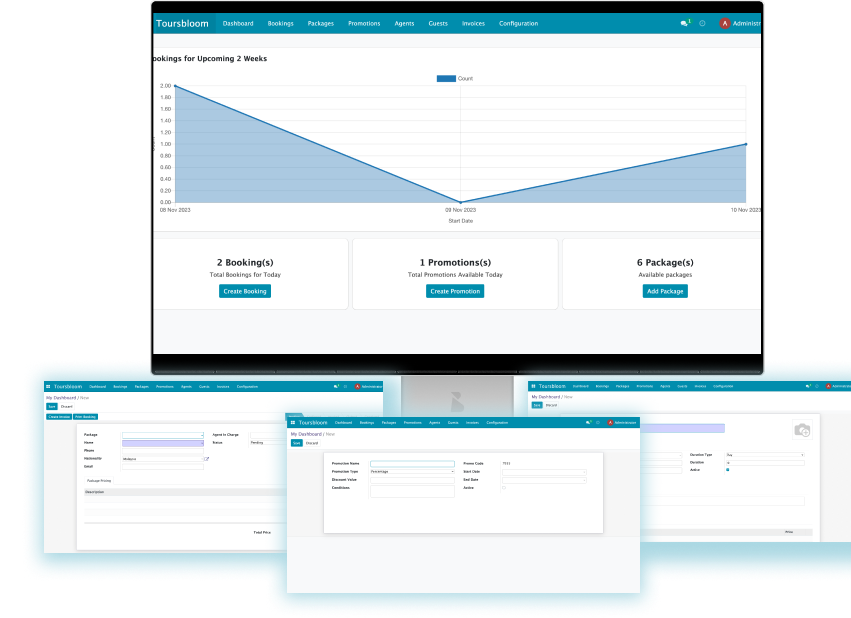 Toursbloom Dashboard Bookings Packages Promotions Agents Guests Invoices Configuration 1 A Administr
ookings for Upcoming 2 Weeks
Count
2.00
1.80
1.60
1.40
1.20
1.00
0.80
0.60
0.40
0.20
0.00
08 Nov 2023 09 Nov 2023 10 Nov 2023
Start Date
2 Booking(s)
Total Bookings for Today
Create Booking
1 Promotions(s)
Total Promotions Available Today
Create Promotion
6 Package(s)
Available packages
Add Package
Toursbloom Dashboard Bookings Packages Promotions Agents Guests Invoices Configuration A Administrator
My Dashboard / New
Save Discard
Create Invoice Print Booking
Package Agent in Charge
Name Status Pending
Phone
Nationality Maldives
Email
Package Pricing
Description
Total Price
Toursbloom Dashboard Bookings Packages Promotions Agents Guests Invoices Configuration A Administrator
My Dashboard / New
Save Discard
Promotion Name Promo Code TT51
Promotion Type Percentage Start Date
Discount Value End Date
Conditions Active
Toursbloom Dashboard Bookings Packages Promotions Agents Guests Invoices Configuration A Administrator
My Dashboard / New
Save Discard
Duration Type Day
Duration
Active
Price